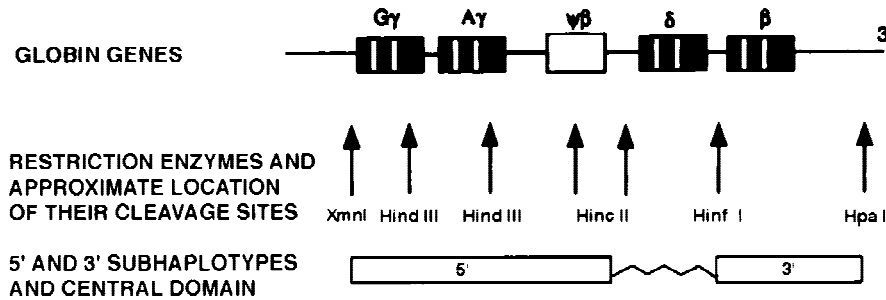 Gγ Aγ ψβ δ β
3'
GLOBIN GENES
RESTRICTION ENZYMES AND
APPROXIMATE LOCATION
OF THEIR CLEAVAGE SITES
XmnI Hind III Hind III Hinc II Hinf I Hpa I
5' AND 3' SUBHAPLOTYPES
AND CENTRAL DOMAIN
5' 3'